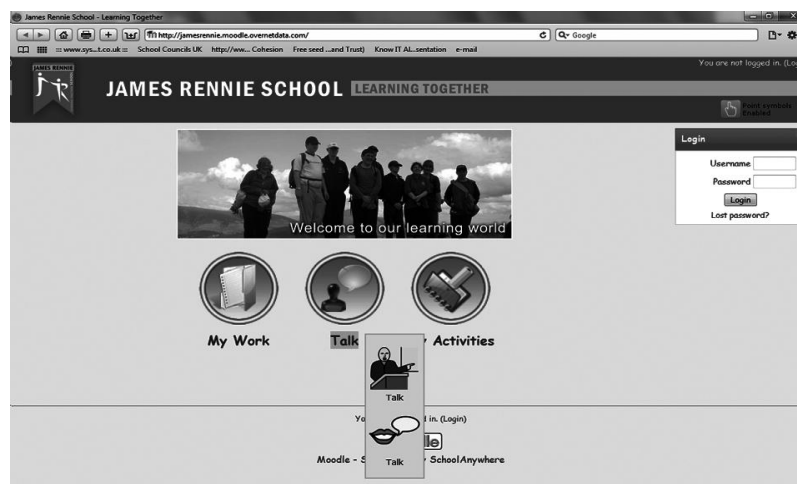 James Rennie School - Learning Together
http://jamesrennie.moodle.overnetdata.com/
Google
::: www.sys...t.co.uk ::: School Councils UK http://ww... Cohesion Free seed ...and Trust) Know IT AL..sentation e-mail
You are not logged in. (Lo
JAMES RENNIE
JAMES RENNIE SCHOOL LEARNING TOGETHER
Point symbols
Enabled
Login
Username
Password
Login
Lost password?
Welcome to our learning world
My Work Talk Activities
Talk
in. (Login)
Talk
Moodle - S SchoolAnywhere